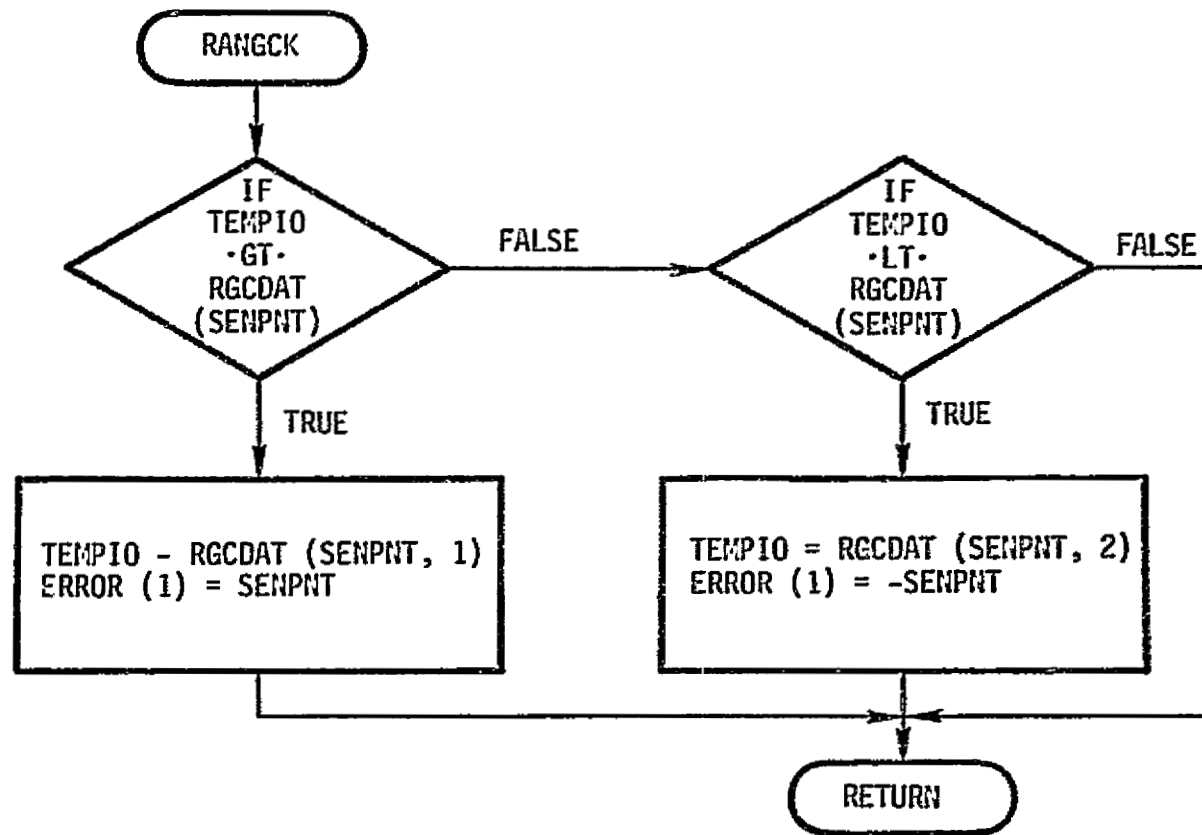 RANGCK
IF
TEMPIO
·GT·
RGCDAT
(SENPNT)
FALSE
TRUE
TEMPIO - RGCDAT (SENPNT, 1)
ERROR (1) = SENPNT
IF
TEMPIO
·LT·
RGCDAT
(SENPNT)
FALSE
TRUE
TEMPIO = RGCDAT (SENPNT, 2)
ERROR (1) = -SENPNT
RETURN